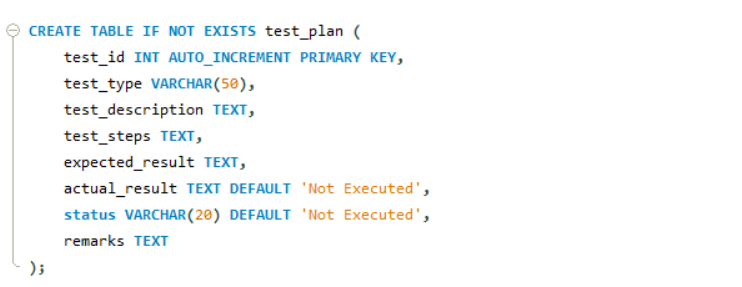 CREATE TABLE IF NOT EXISTS test_plan (
    test_id INT AUTO_INCREMENT PRIMARY KEY,
    test_type VARCHAR(50),
    test_description TEXT,
    test_steps TEXT,
    expected_result TEXT,
    actual_result TEXT DEFAULT 'Not Executed',
    status VARCHAR(20) DEFAULT 'Not Executed',
    remarks TEXT
);